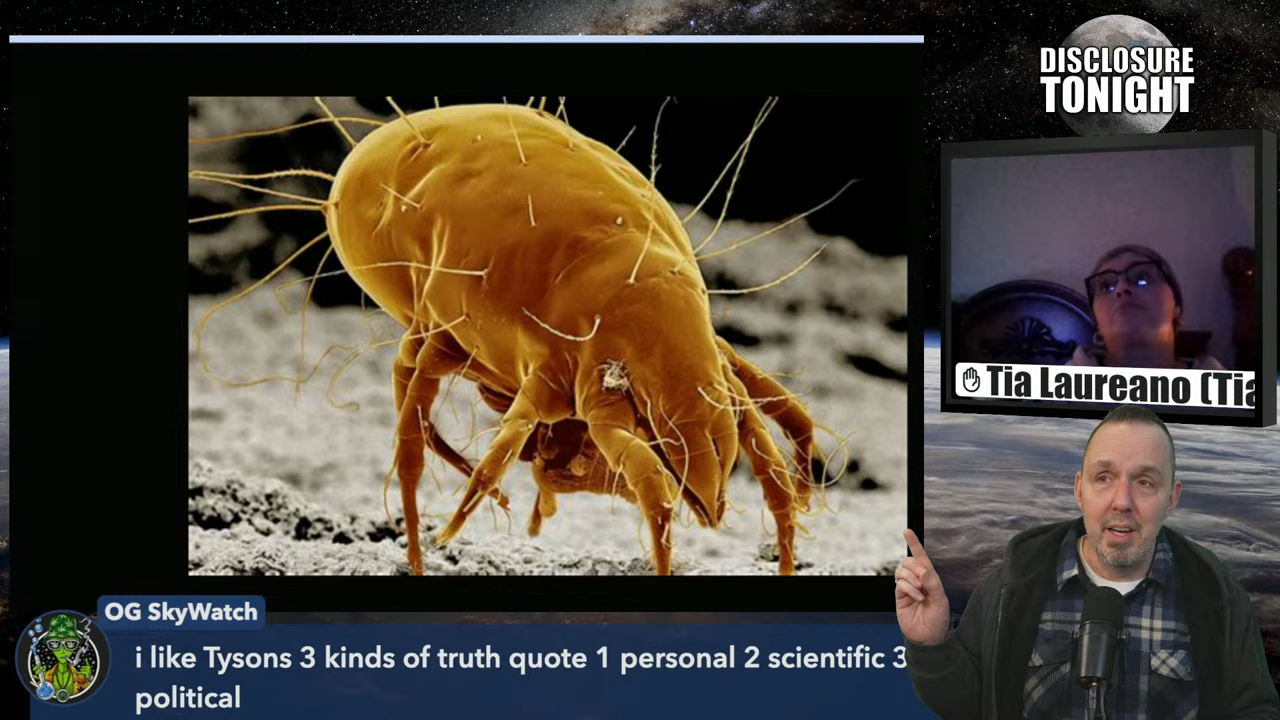 DISCLOSURE
TONIGHT
Tia Laureano (Tia
OG SkyWatch
i like Tysons 3 kinds of truth quote 1 personal 2 scientific 3
political